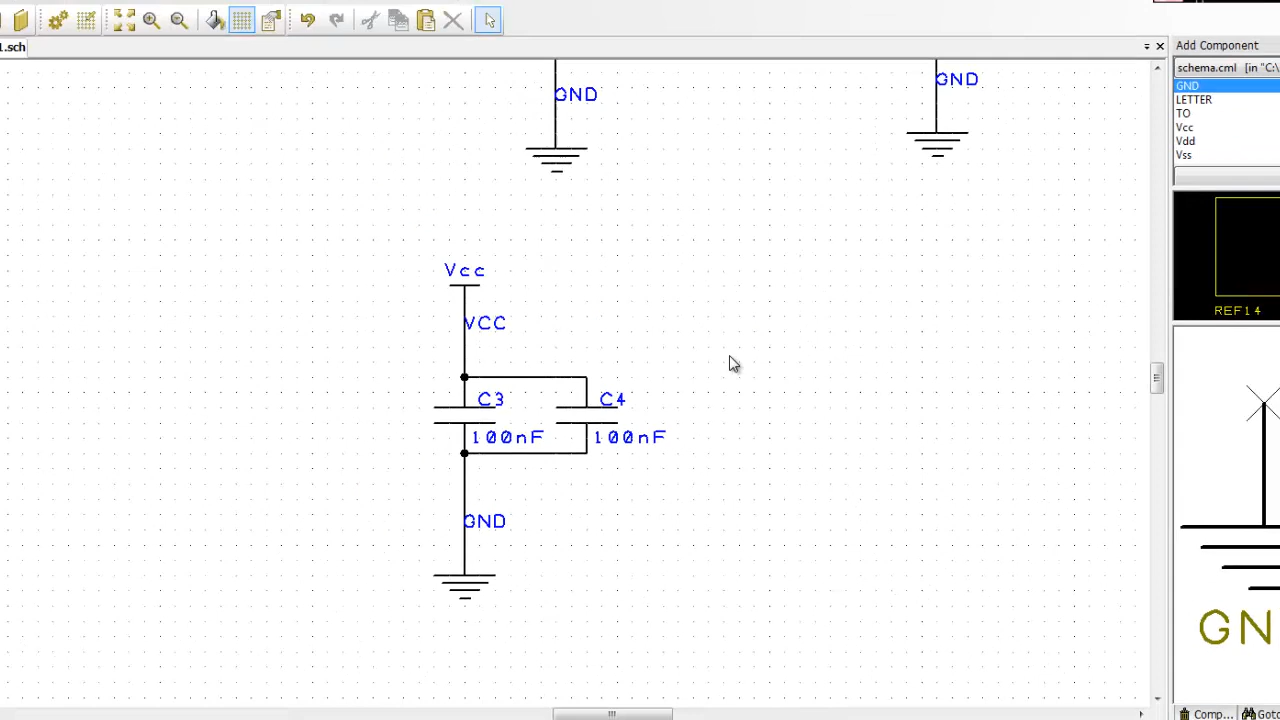 1.sch
Add Component
schema.cml [in "C:\
GND
LETTER
TO
Vcc
Vdd
Vss
GND
GND
Vcc
VCC
C3
100nF
C4
100nF
GND
REF14
GN
Comp...
Goto